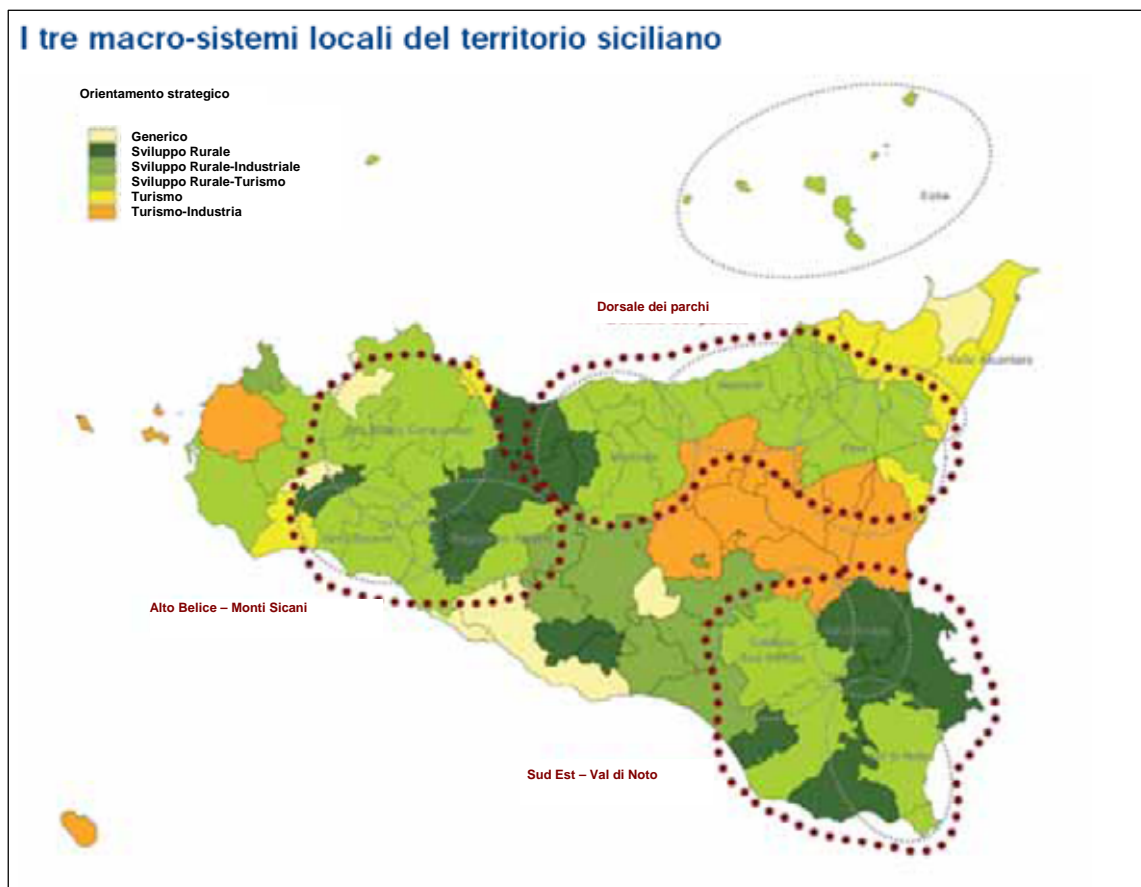 I tre macro-sistemi locali del territorio siciliano
Orientamento strategico
Generico
Sviluppo Rurale
Sviluppo Rurale-Industriale
Sviluppo Rurale-Turismo
Turismo
Turismo-Industria
Dorsale dei parchi
Alto Belice – Monti Sicani
Sud Est – Val di Noto